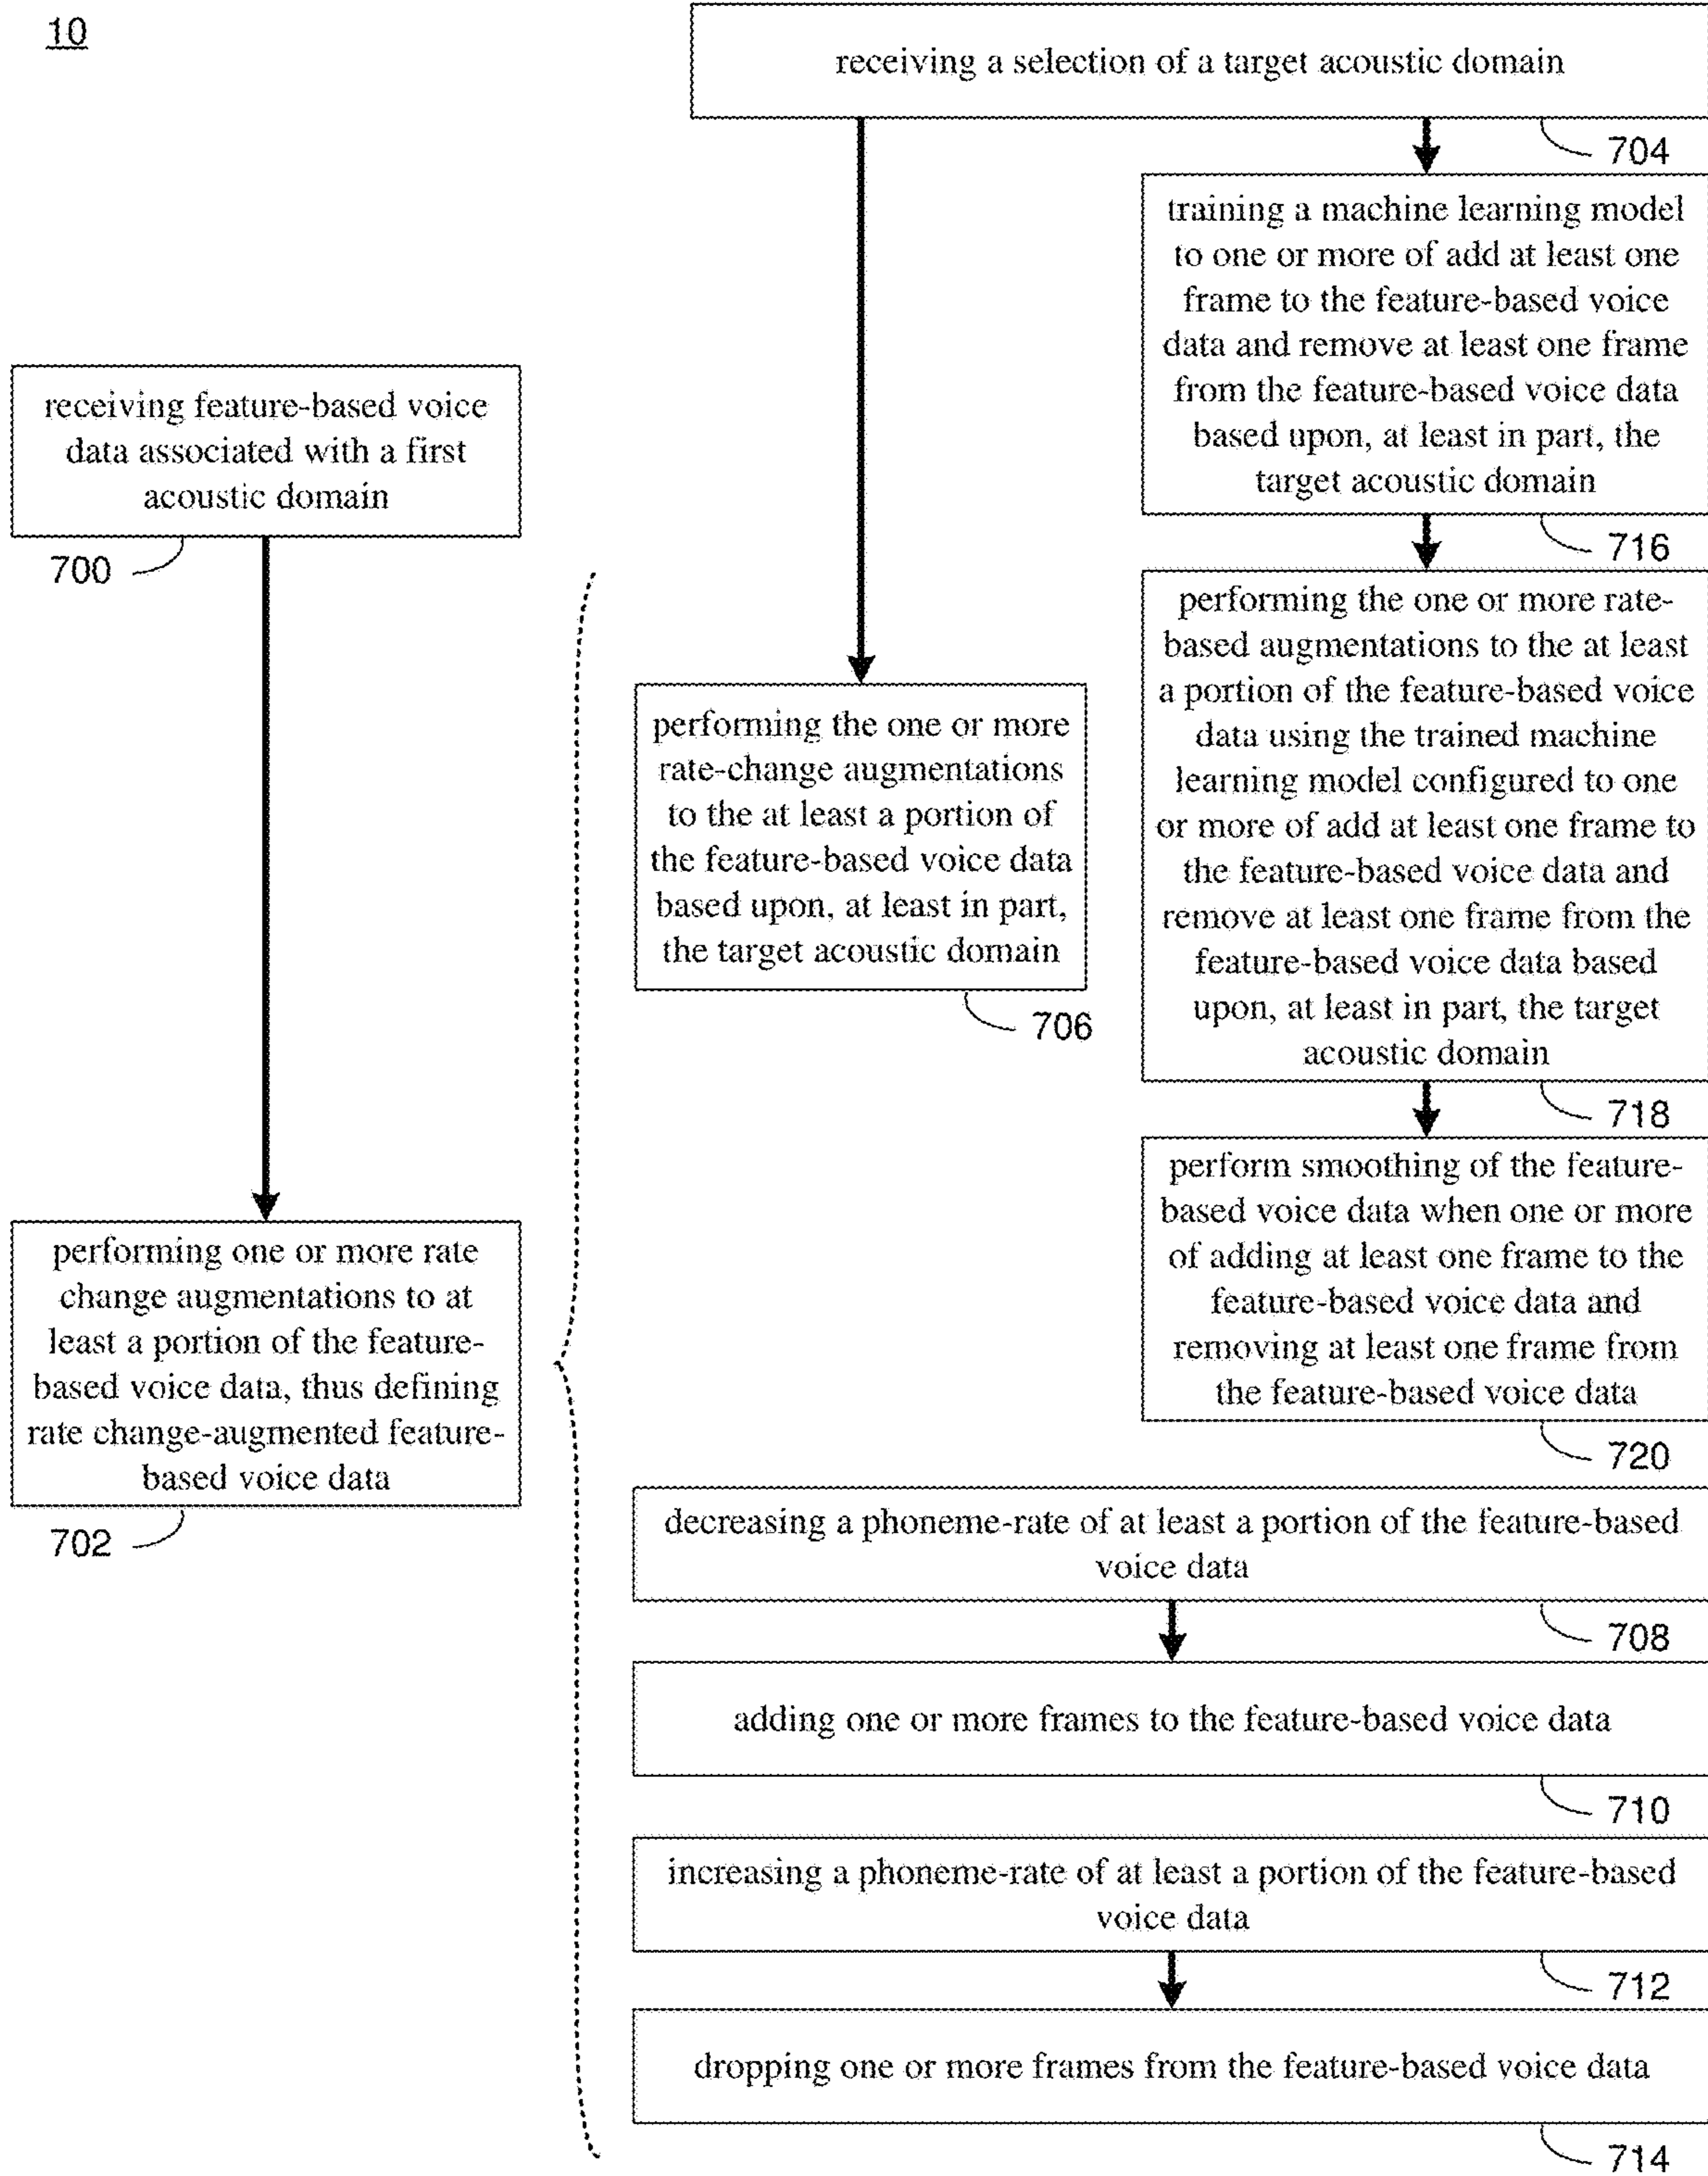 10
receiving a selection of a target acoustic domain
704
training a machine learning model
to one or more of add at least one
frame to the feature-based voice
data and remove at least one frame
from the feature-based voice data
based upon, at least in part, the
target acoustic domain
716
receiving feature-based voice
data associated with a first
acoustic domain
700
performing the one or more rate-
based augmentations to the at least
a portion of the feature-based voice
data using the trained machine
learning model configured to one
or more of add at least one frame to
the feature-based voice data and
remove at least one frame from the
feature-based voice data based
upon, at least in part, the target
acoustic domain
718
performing the one or more
rate-change augmentations
to the at least a portion of
the feature-based voice data
based upon, at least in part,
the target acoustic domain
706
perform smoothing of the feature-
based voice data when one or more
of adding at least one frame to the
feature-based voice data and
removing at least one frame from
the feature-based voice data
720
performing one or more rate
change augmentations to at
least a portion of the feature-
based voice data, thus defining
rate change-augmented feature-
based voice data
702
decreasing a phoneme-rate of at least a portion of the feature-based
voice data
708
adding one or more frames to the feature-based voice data
710
increasing a phoneme-rate of at least a portion of the feature-based
voice data
712
dropping one or more frames from the feature-based voice data
714